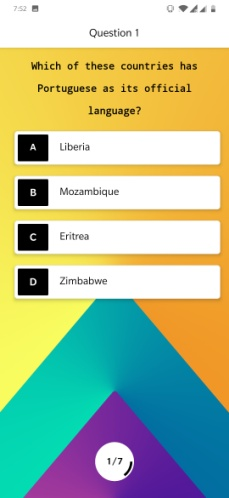 7:52
Question 1
Which of these countries has
Portuguese as its official
language?
A Liberia
B Mozambique
C Eritrea
D Zimbabwe
1/7